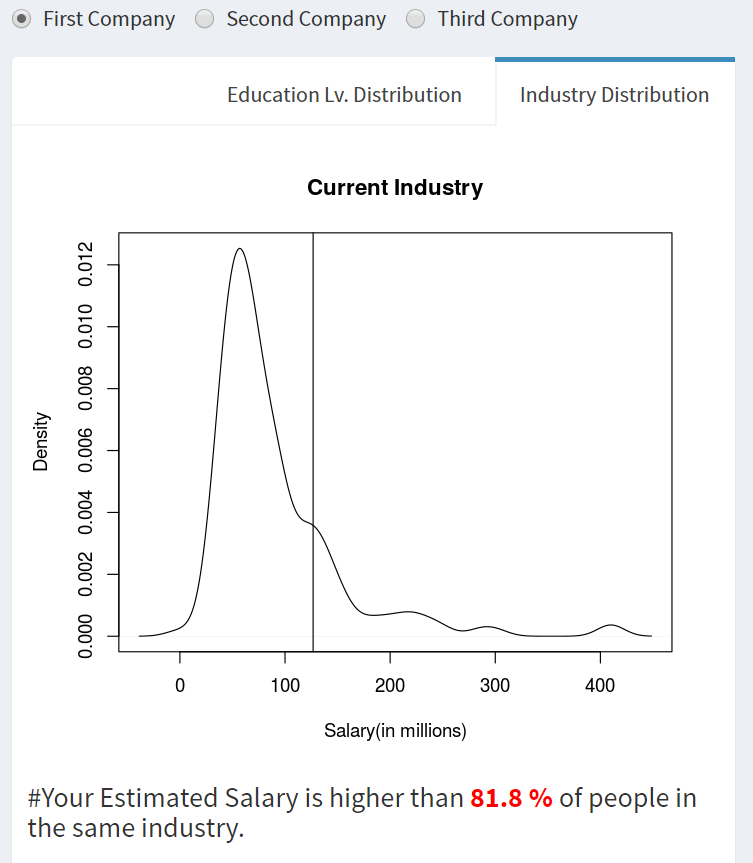 First Company Second Company Third Company
Education Lv. Distribution Industry Distribution
Current Industry
0.012
0.010
0.008
0.006
0.004
0.002
0.000
Density
0 100 200 300 400
Salary(in millions)
#Your Estimated Salary is higher than 81.8 % of people in
the same industry.